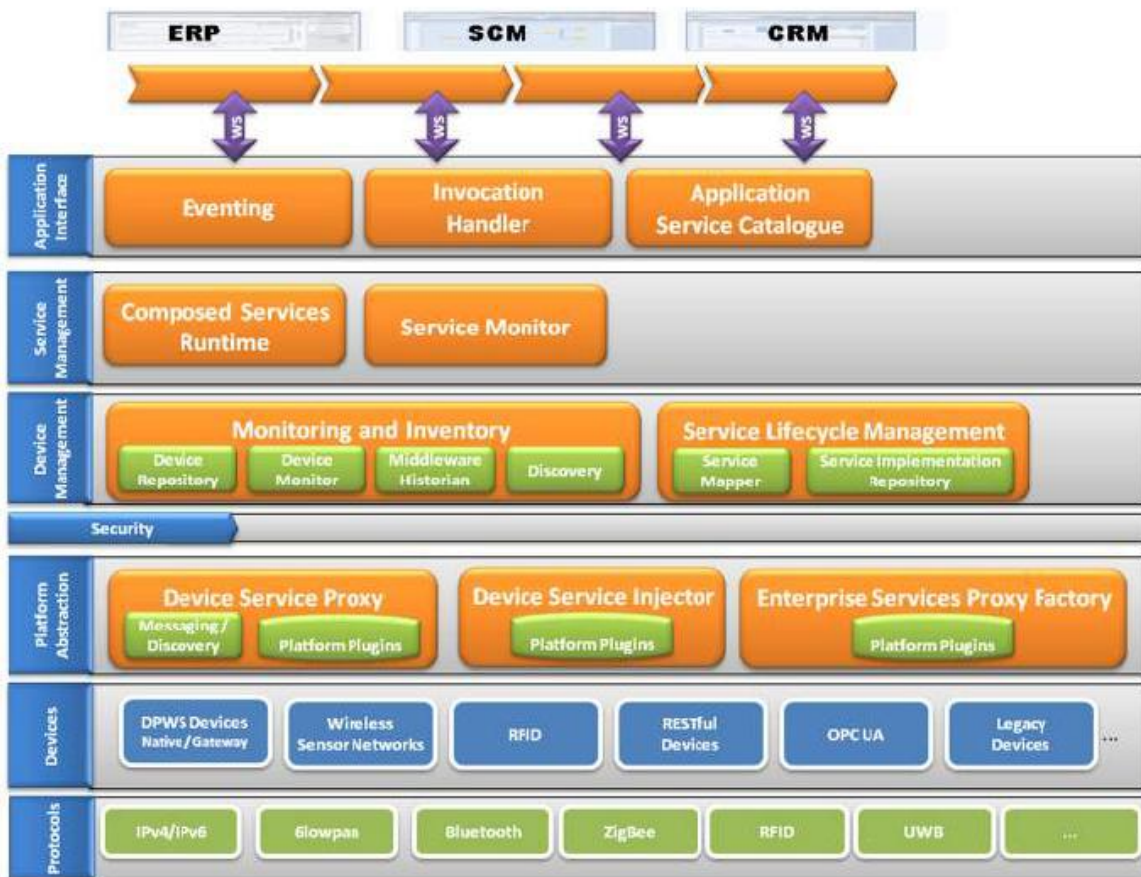 ERP
SCM
CRM
WS
WS
WS
WS
Application
Interface
Eventing
Invocation
Handler
Application
Service Catalogue
Service
Management
Composed Services
Runtime
Service Monitor
Device
Management
Monitoring and Inventory
Device
Repository
Device
Monitor
Middleware
Historian
Discovery
Service Lifecycle Management
Service
Mapper
Service Implementation
Repository
Security
Platform
Abstraction
Device Service Proxy
Messaging /
Discovery
Platform Plugins
Device Service Injector
Platform Plugins
Enterprise Services Proxy Factory
Platform Plugins
Devices
DPWS Devices
Native / Gateway
Wireless
Sensor Networks
RFID
RESTful
Devices
OPC UA
Legacy
Devices
...
Protocols
IPv4/IPv6
6lowpan
Bluetooth
ZigBee
RFID
UWB
...